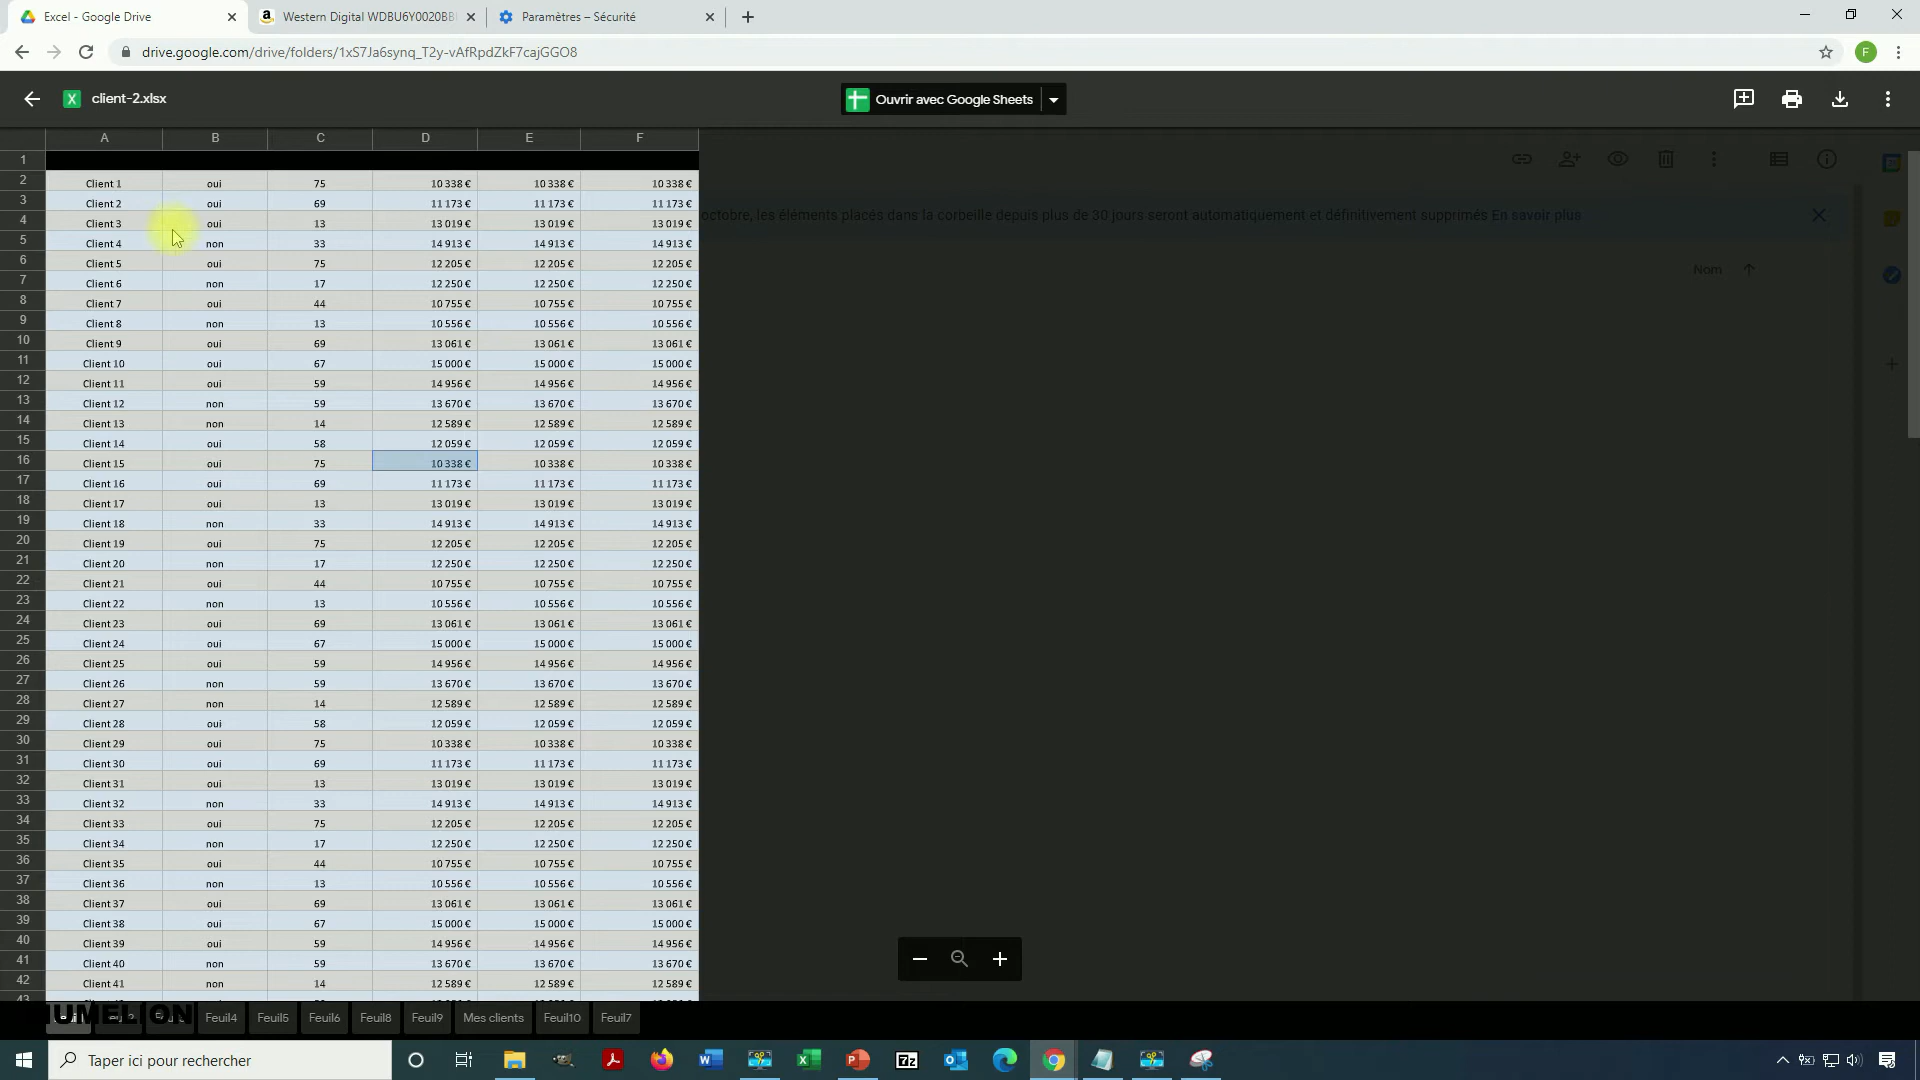 Excel - Google Drive
Western Digital WDBU6Y0020BB
Paramètres – Sécurité
drive.google.com/drive/folders/1xS7Ja6synq_T2y-vAfRpdZkF7cajGGO8
F
client-2.xlsx
Ouvrir avec Google Sheets
A B C D E F
1
2 Client 1 oui 75 10 338 € 10 338 € 10 338 €
3 Client 2 oui 69 11 173 € 11 173 € 11 173 €
octobre, les éléments placés dans la corbeille depuis plus de 30 jours seront automatiquement et définitivement supprimés En savoir plus
4 Client 3 oui 13 13 019 € 13 019 € 13 019 €
5 Client 4 non 33 14 913 € 14 913 € 14 913 €
6 Client 5 oui 75 12 205 € 12 205 € 12 205 €
Nom
7 Client 6 non 17 12 250 € 12 250 € 12 250 €
8 Client 7 oui 44 10 755 € 10 755 € 10 755 €
9 Client 8 non 13 10 556 € 10 556 € 10 556 €
10 Client 9 oui 69 13 061 € 13 061 € 13 061 €
11 Client 10 oui 67 15 000 € 15 000 € 15 000 €
12 Client 11 oui 59 14 956 € 14 956 € 14 956 €
13 Client 12 non 59 13 670 € 13 670 € 13 670 €
14 Client 13 non 14 12 589 € 12 589 € 12 589 €
15 Client 14 oui 58 12 059 € 12 059 € 12 059 €
16 Client 15 oui 75 10 338 € 10 338 € 10 338 €
17 Client 16 oui 69 11 173 € 11 173 € 11 173 €
18 Client 17 oui 13 13 019 € 13 019 € 13 019 €
19 Client 18 non 33 14 913 € 14 913 € 14 913 €
20 Client 19 oui 75 12 205 € 12 205 € 12 205 €
21 Client 20 non 17 12 250 € 12 250 € 12 250 €
22 Client 21 oui 44 10 755 € 10 755 € 10 755 €
23 Client 22 non 13 10 556 € 10 556 € 10 556 €
24 Client 23 oui 69 13 061 € 13 061 € 13 061 €
25 Client 24 oui 67 15 000 € 15 000 € 15 000 €
26 Client 25 oui 59 14 956 € 14 956 € 14 956 €
27 Client 26 non 59 13 670 € 13 670 € 13 670 €
28 Client 27 non 14 12 589 € 12 589 € 12 589 €
29 Client 28 oui 58 12 059 € 12 059 € 12 059 €
30 Client 29 oui 75 10 338 € 10 338 € 10 338 €
31 Client 30 oui 69 11 173 € 11 173 € 11 173 €
32 Client 31 oui 13 13 019 € 13 019 € 13 019 €
33 Client 32 non 33 14 913 € 14 913 € 14 913 €
34 Client 33 oui 75 12 205 € 12 205 € 12 205 €
35 Client 34 non 17 12 250 € 12 250 € 12 250 €
36 Client 35 oui 44 10 755 € 10 755 € 10 755 €
37 Client 36 non 13 10 556 € 10 556 € 10 556 €
38 Client 37 oui 69 13 061 € 13 061 € 13 061 €
39 Client 38 oui 67 15 000 € 15 000 € 15 000 €
40 Client 39 oui 59 14 956 € 14 956 € 14 956 €
41 Client 40 non 59 13 670 € 13 670 € 13 670 €
42 Client 41 non 14 12 589 € 12 589 € 12 589 €
43
Feuil4 Feuil5 Feuil6 Feuil8 Feuil9 Mes clients Feuil10 Feuil7
Taper ici pour rechercher